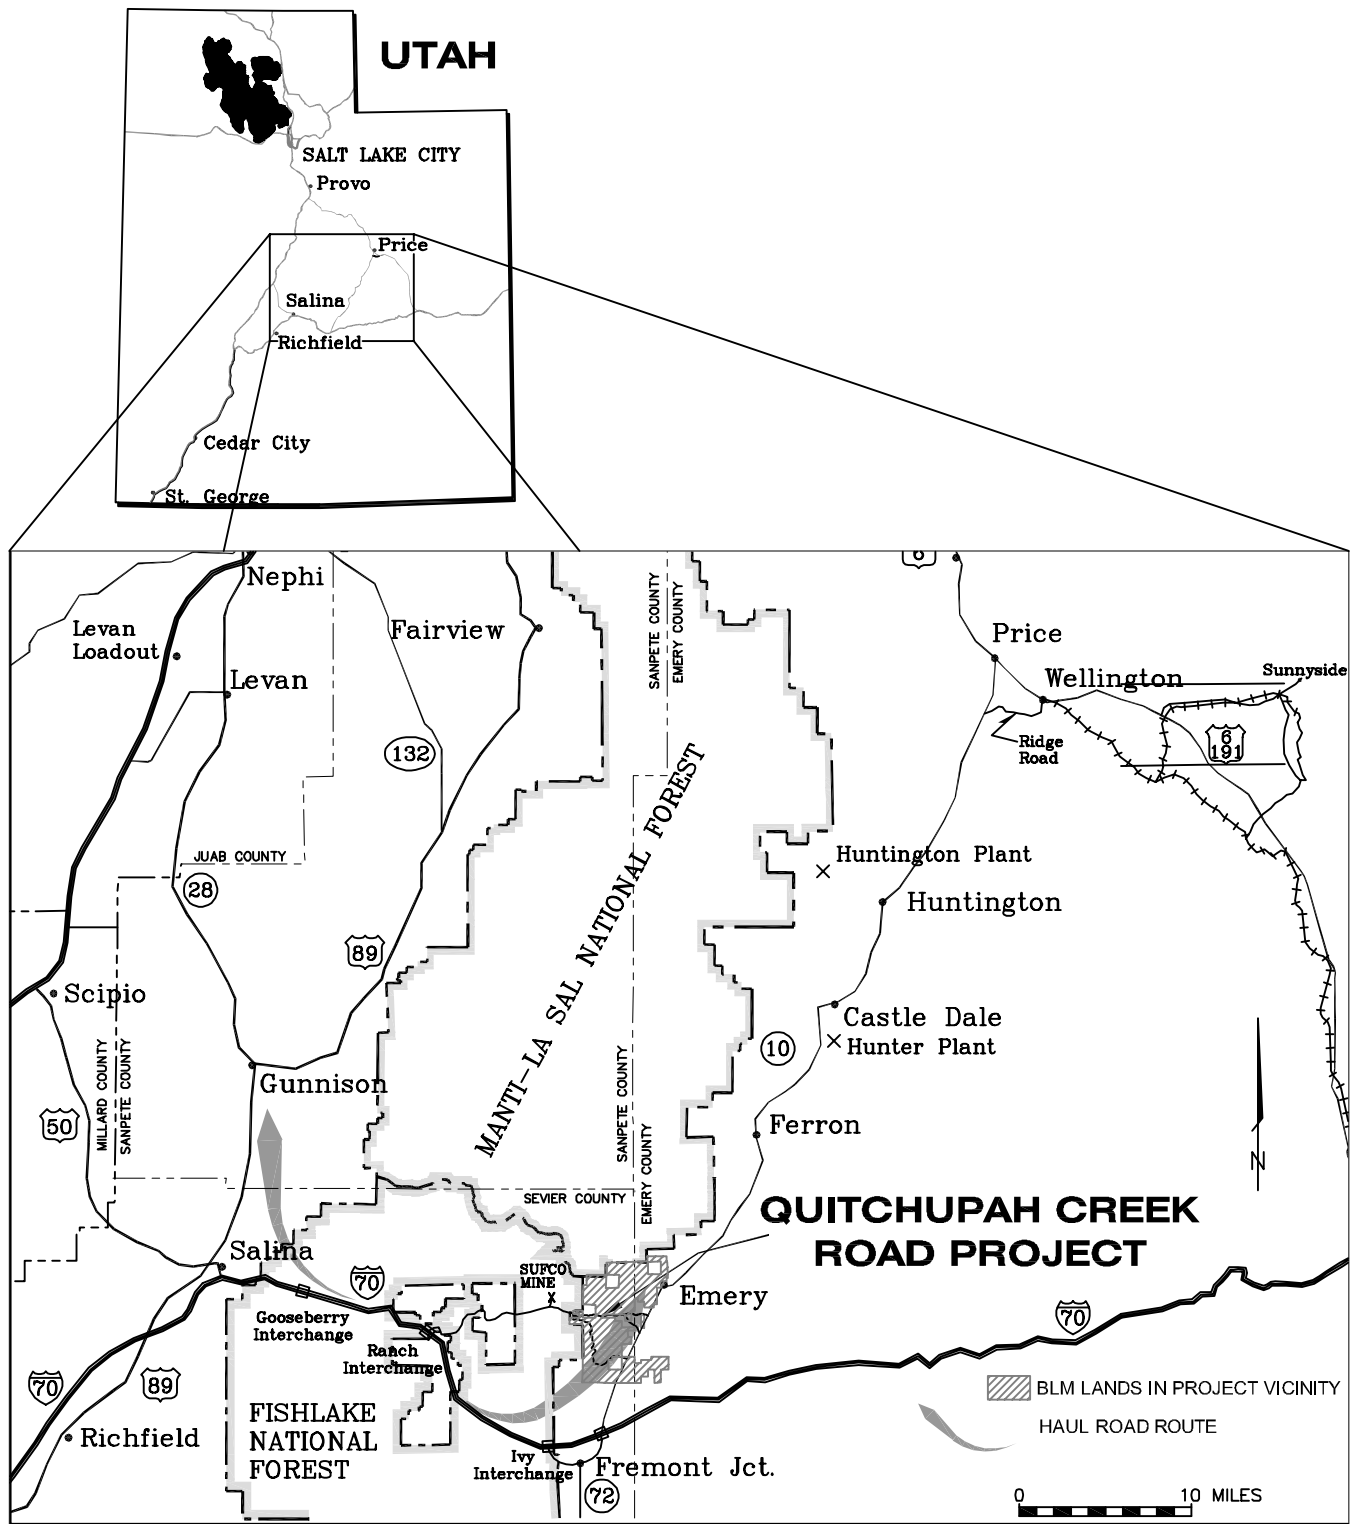 UTAH
SALT LAKE CITY
Provo
Price
Salina
Richfield
Cedar City
St. George
6
Nephi
SANPETE COUNTY
EMERY COUNTY
Levan
Loadout
Fairview
Price
Levan
Wellington
Sunnyside
132
6
191
Ridge
Road
MANTI-LA SAL NATIONAL FOREST
JUAB COUNTY
Huntington Plant
28
Huntington
89
Scipio
Castle Dale
Hunter Plant
10
MILLARD COUNTY
SANPETE COUNTY
SANPETE COUNTY
EMERY COUNTY
Gunnison
50
Ferron
SEVIER COUNTY
QUITCHUPAH CREEK
ROAD PROJECT
N
Salina
SUFCO
MINE
70
Emery
Gooseberry
Interchange
70
Ranch
Interchange
70
89
BLM LANDS IN PROJECT VICINITY
HAUL ROAD ROUTE
FISHLAKE
NATIONAL
FOREST
Richfield
Ivy
Interchange
Fremont Jct.
72
0 10 MILES